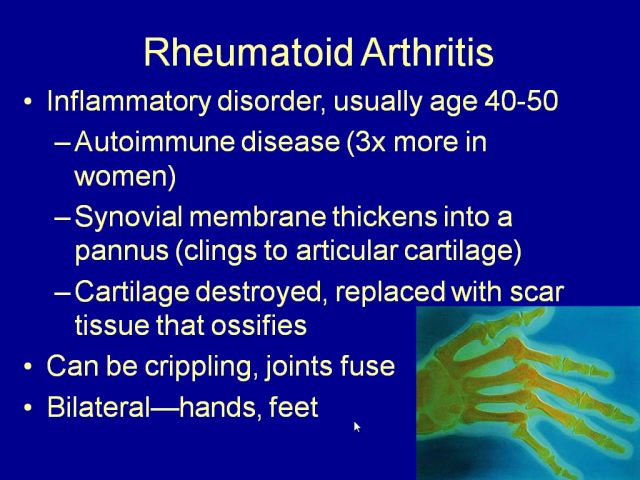 Rheumatoid Arthritis
• Inflammatory disorder, usually age 40-50
– Autoimmune disease (3x more in
women)
– Synovial membrane thickens into a
pannus (clings to articular cartilage)
– Cartilage destroyed, replaced with scar
tissue that ossifies
• Can be crippling, joints fuse
• Bilateral—hands, feet